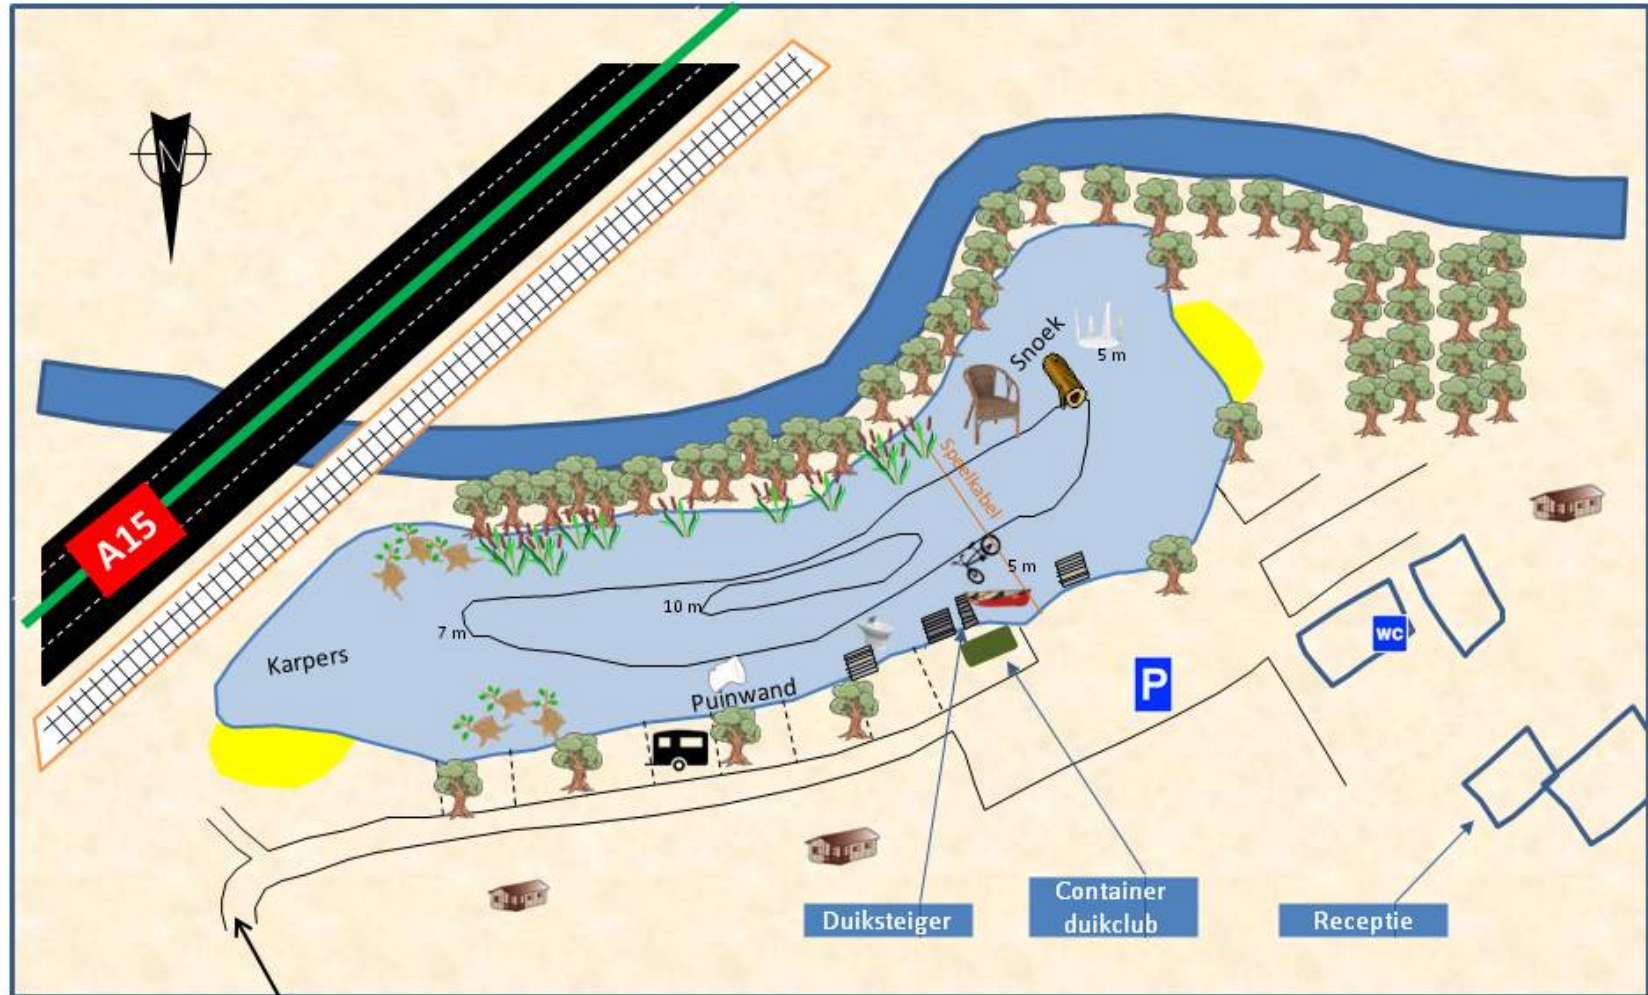 N
A15
Snoek
5 m
Speelkabel
5 m
10 m
7 m
Karpers
Puinwand
WC
P
Duiksteiger
Container
duikclub
Receptie